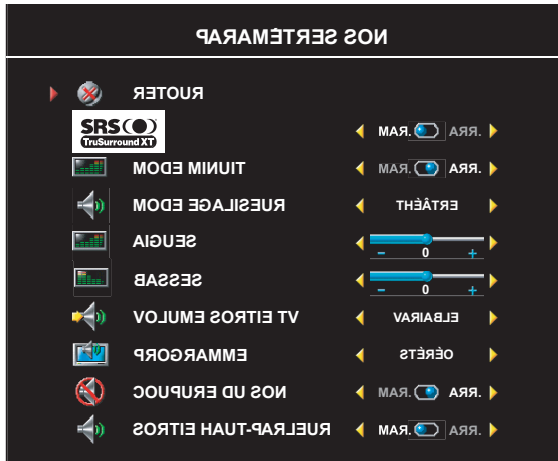 PARAMÈTRES SON
RETOUR
SRS
TruSurround XT
MAR. ARR.
MODE MINUIT MAR. ARR.
MODE EGALISEUR THÉÂTRE
AIGUES - 0 +
BASSES - 0 +
VOLUME SORTIE TV VARIABLE
PROGRAMME STÉRÉO
COUPURE DU SON MAR. ARR.
SORTIE HAUT-PARLEUR MAR. ARR.